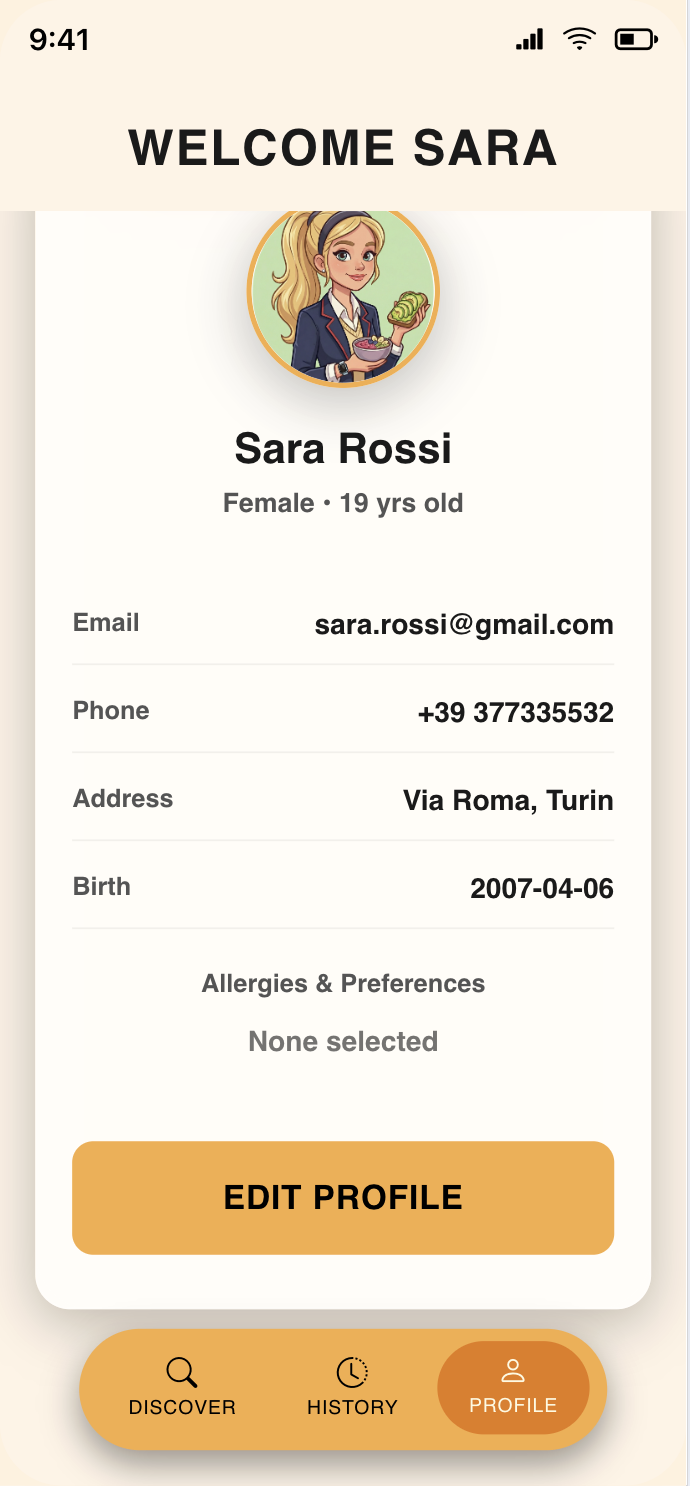 9:41
WELCOME SARA
Sara Rossi
Female • 19 yrs old
Email sara.rossi@gmail.com
Phone +39 377335532
Address Via Roma, Turin
Birth 2007-04-06
Allergies & Preferences
None selected
EDIT PROFILE
DISCOVER HISTORY PROFILE